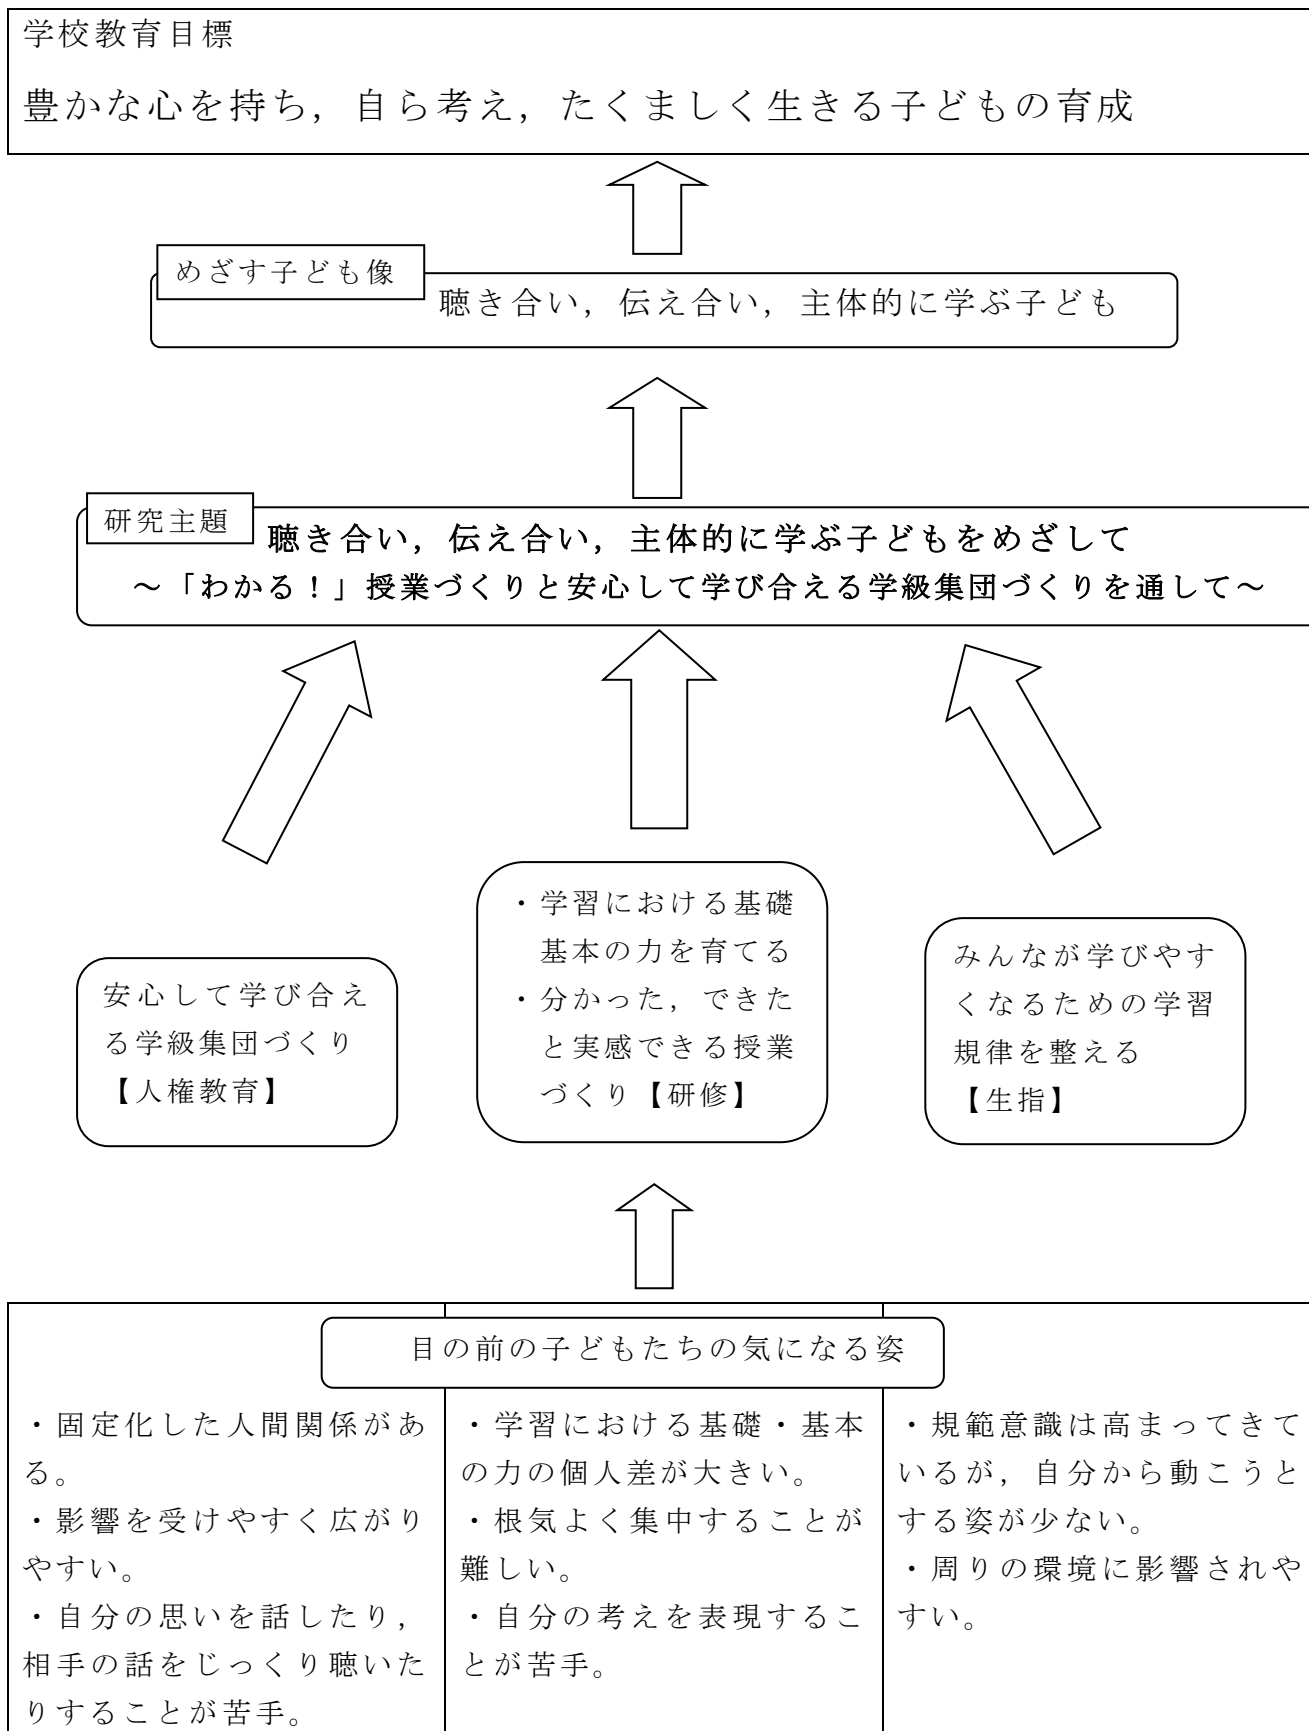 学校教育目標
豊かな心を持ち，自ら考え，たくましく生きる子どもの育成
めざす子ども像
聴き合い，伝え合い，主体的に学ぶ子ども
研究主題
聴き合い，伝え合い，主体的に学ぶ子どもをめざして
～「わかる！」授業づくりと安心して学び合える学級集団づくりを通して～
安心して学び合え
る学級集団づくり
【人権教育】
・学習における基礎
基本の力を育てる
・分かった，できた
と実感できる授業
づくり【研修】
みんなが学びやす
くなるための学習
規律を整える
【生指】
目の前の子どもたちの気になる姿
・固定化した人間関係があ
る。
・影響を受けやすく広がり
やすい。
・自分の思いを話したり，
相手の話をじっくり聴いた
りすることが苦手。
・学習における基礎・基本
の力の個人差が大きい。
・根気よく集中することが
難しい。
・自分の考えを表現するこ
とが苦手。
・規範意識は高まってきて
いるが，自分から動こうと
する姿が少ない。
・周りの環境に影響されや
すい。